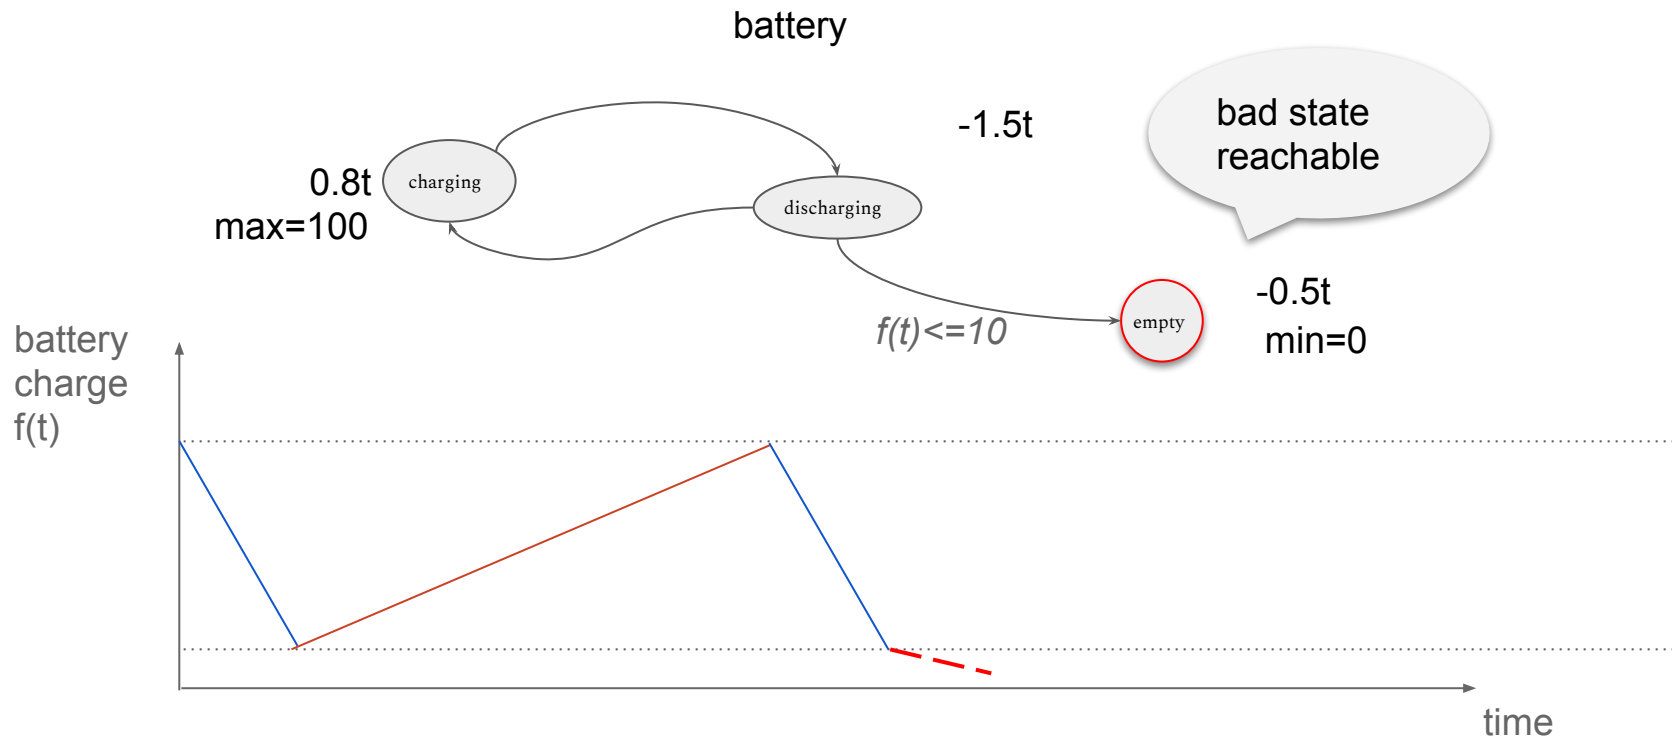 battery
-1.5t
bad state
reachable
charging
0.8t
max=100
discharging
-0.5t
min=0
empty
f(t)<=10
battery
charge
f(t)
time